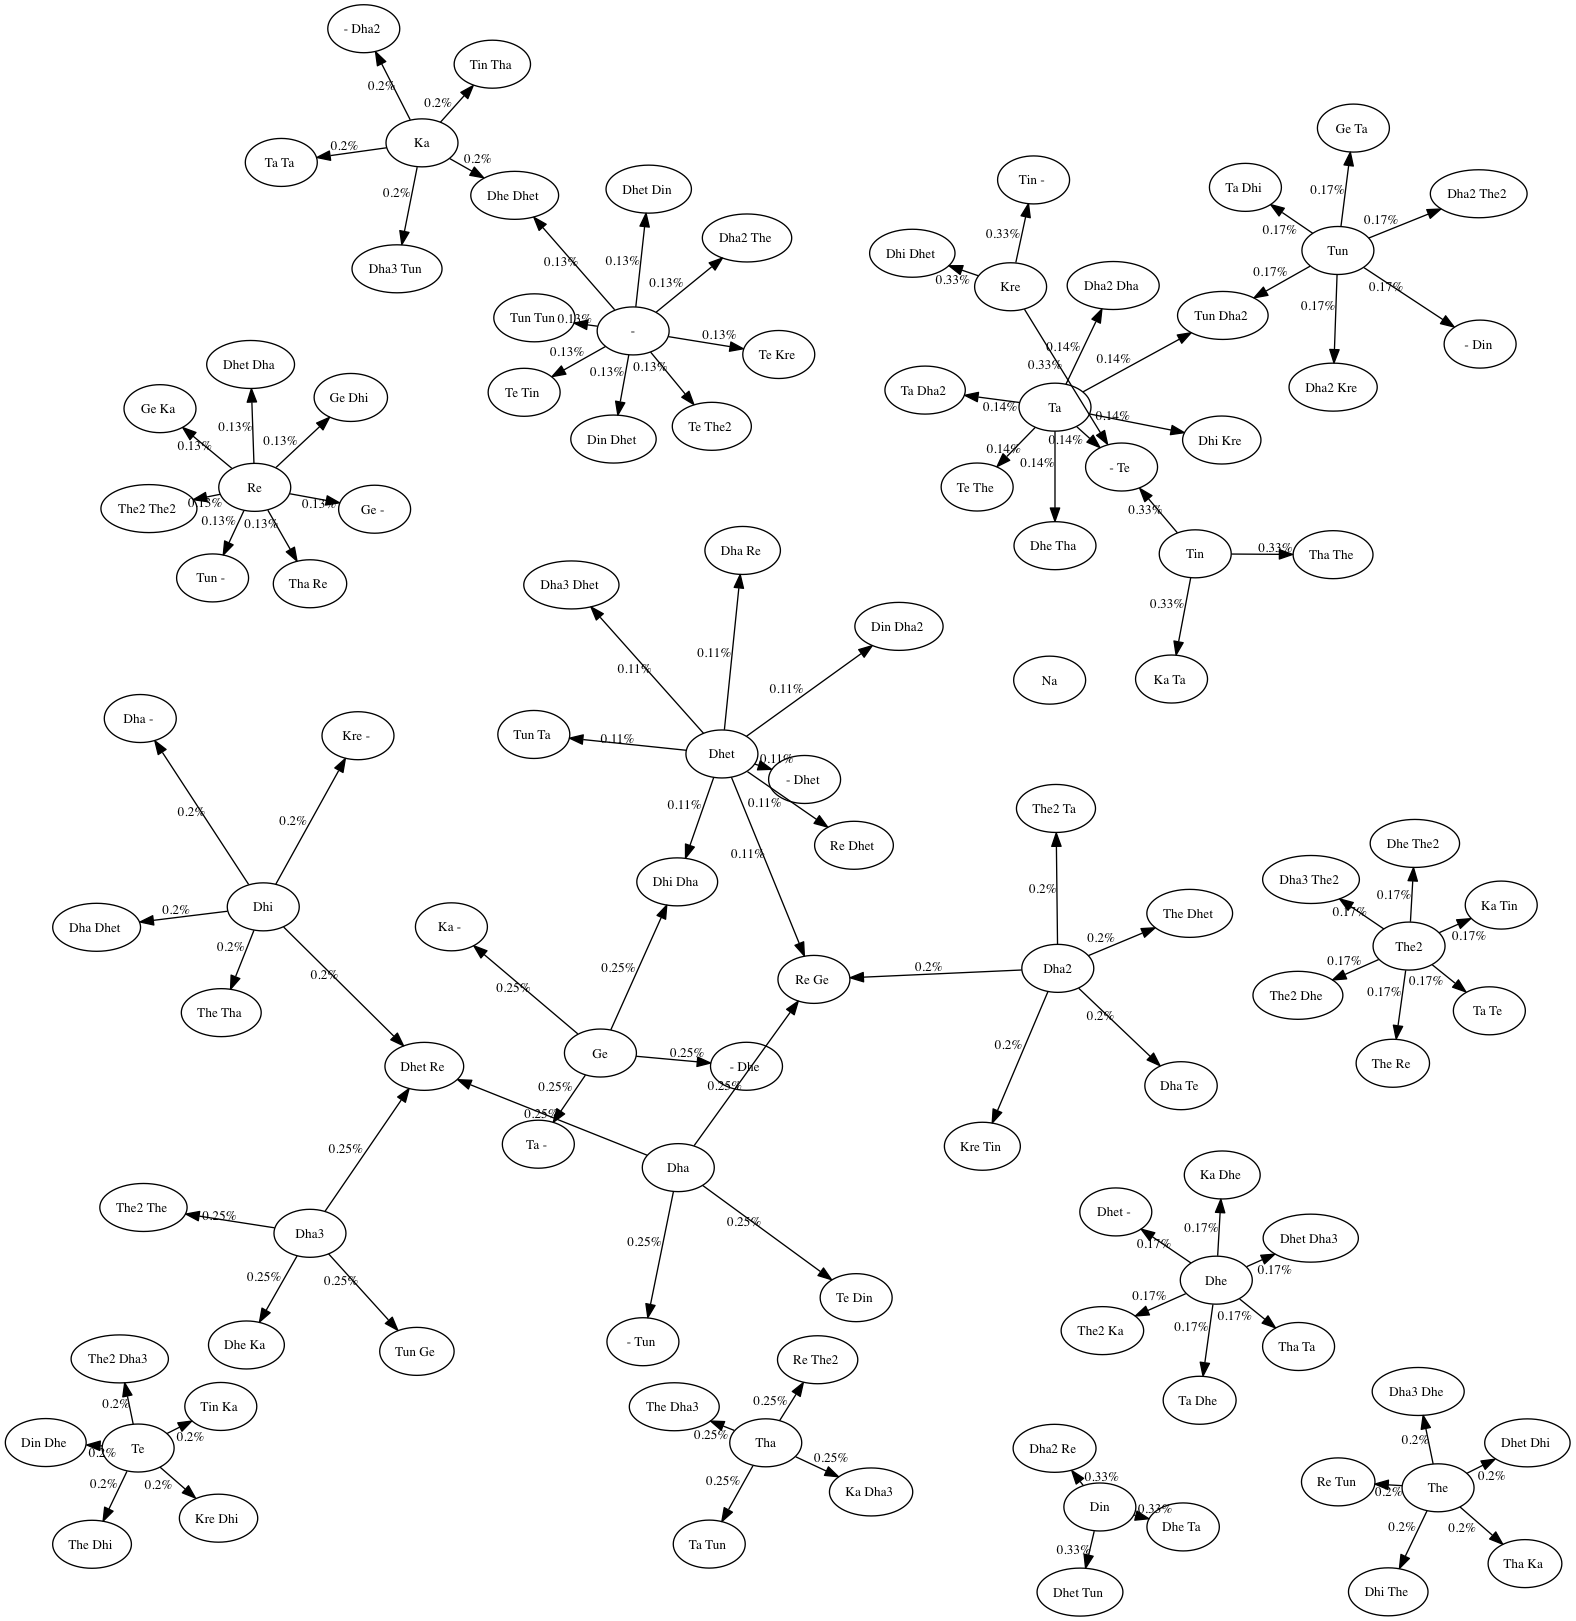 - Dha2
Tin Tha
0.2%
0.2%
Ka
Ta Ta
0.2%
0.2%
0.2%
Dhe Dhet
Dha3 Tun
Dhet Din
Dha2 The
0.13%
0.13%
0.13%
Tun Tun
0.13%
-
0.13%
Te Kre
0.13%
0.13%
0.13%
Te Tin
Din Dhet
Te The2
Dhet Dha
Ge Ka
Ge Dhi
0.13%
0.13%
0.13%
Re
The2 The2
0.13%
0.13%
Ge -
0.13%
0.13%
Tun -
Tha Re
Tin -
Dhi Dhet
0.33%
0.33%
Kre
0.33%
Dha2 Dha
0.14%
0.14%
Tun Dha2
Ta Dha2
0.14%
Ta
0.14%
Dhi Kre
0.14%
0.14%
0.14%
- Te
Te The
Dhe Tha
0.33%
Tin
0.33%
Tha The
0.33%
Ka Ta
Ge Ta
Ta Dhi
Dha2 The2
0.17%
0.17%
0.17%
Tun
0.17%
0.17%
0.17%
- Din
Dha2 Kre
Na
Dha Re
Dha3 Dhet
Din Dha2
0.11%
0.11%
0.11%
Tun Ta
0.11%
Dhet
0.11%
- Dhet
0.11%
0.11%
Re Dhet
0.11%
Dhi Dha
Dha -
Kre -
0.2%
0.2%
Dhi
Dha Dhet
0.2%
0.2%
0.2%
The Tha
Dhet Re
Ka -
0.25%
0.25%
Ge
0.25%
- Dhe
0.25%
Ta -
Re Ge
0.2%
The2 Ta
0.2%
The Dhet
0.2%
Dha2
0.2%
0.2%
Dha Te
Kre Tin
Dhe The2
Dha3 The2
Ka Tin
0.17%
0.17%
0.17%
The2
0.17%
0.17%
0.17%
The2 Dhe
Ta Te
The Re
0.25%
0.25%
Dha
0.25%
0.25%
Te Din
- Tun
0.25%
The2 The
0.25%
Dha3
0.25%
0.25%
Dhe Ka
Tun Ge
Ka Dhe
Dhet -
Dhet Dha3
0.17%
0.17%
0.17%
Dhe
0.17%
0.17%
0.17%
The2 Ka
Tha Ta
Ta Dhe
The2 Dha3
Tin Ka
0.2%
0.2%
Din Dhe
0.2%
Te
0.2%
0.2%
Kre Dhi
The Dhi
Re The2
The Dha3
0.25%
0.25%
Tha
0.25%
0.25%
Ka Dha3
Ta Tun
Dha2 Re
0.33%
Din
0.33%
Dhe Ta
0.33%
Dhet Tun
Dha3 Dhe
Dhet Dhi
0.2%
0.2%
Re Tun
0.2%
The
0.2%
0.2%
Tha Ka
Dhi The